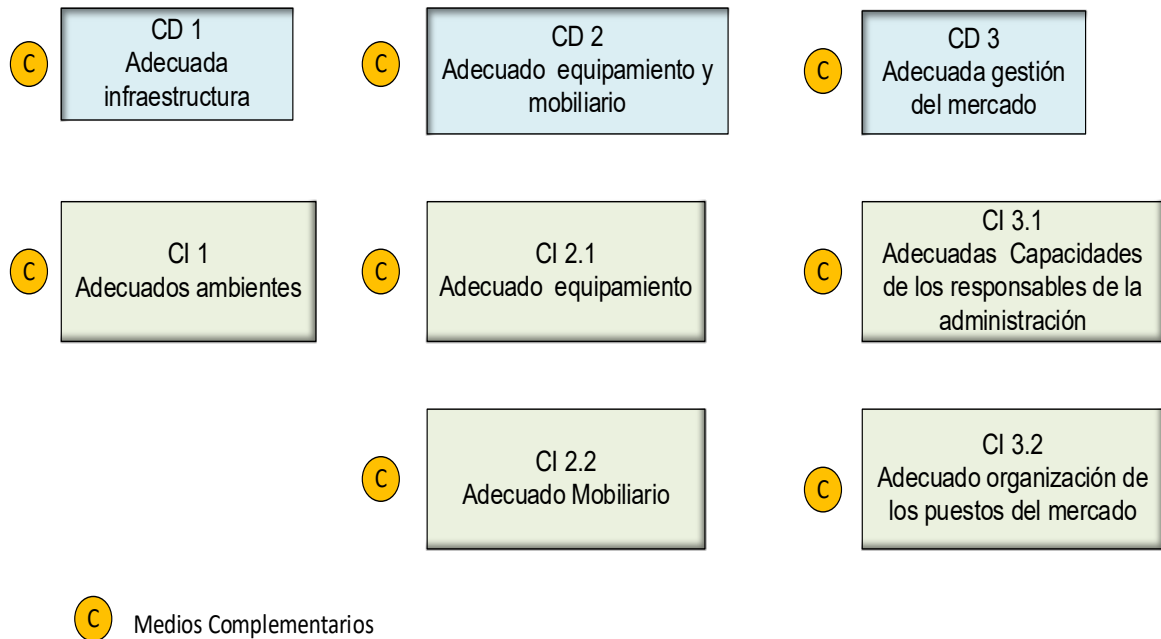 C
CD 1
Adecuada
infraestructura
C
CD 2
Adecuado equipamiento y
mobiliario
C
CD 3
Adecuada gestión
del mercado
C
CI 1
Adecuados ambientes
C
CI 2.1
Adecuado equipamiento
C
CI 3.1
Adecuadas Capacidades
de los responsables de la
administración
C
CI 2.2
Adecuado Mobiliario
C
CI 3.2
Adecuado organización de
los puestos del mercado
C
Medios Complementarios